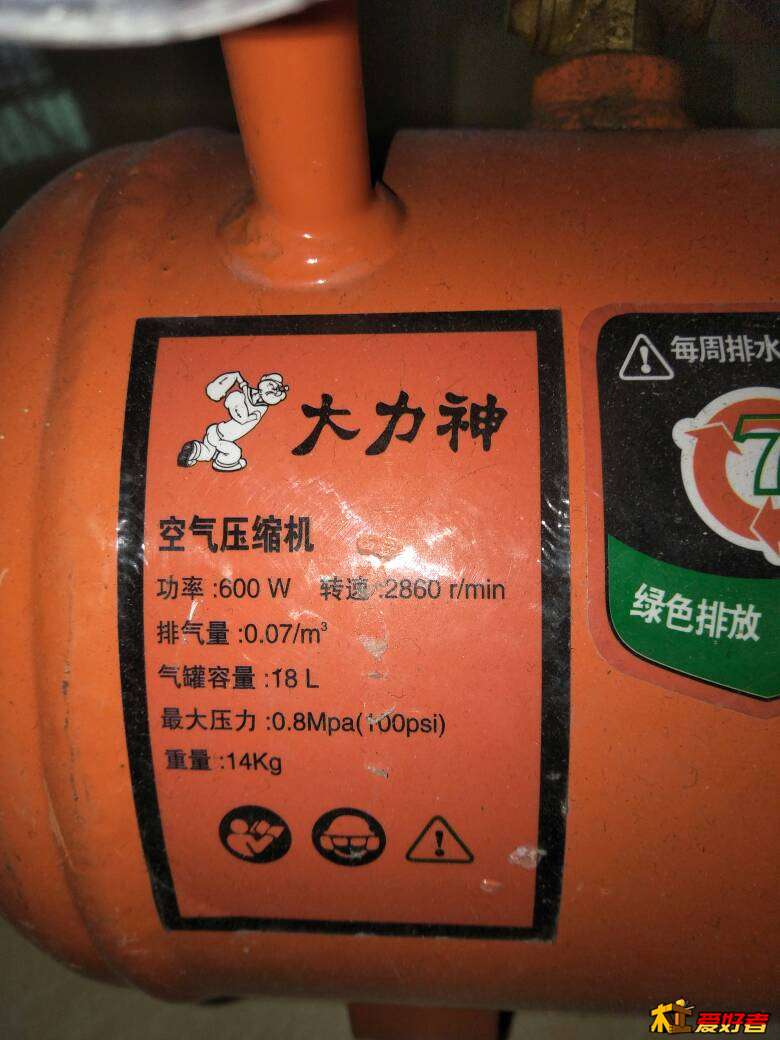 大力神
空气压缩机
功率:600 W 转速:2860 r/min
排气量:0.07/m³
气罐容量:18 L
最大压力:0.8Mpa(100psi)
重量:14Kg
每周排水
7
绿色排放
木工爱好者